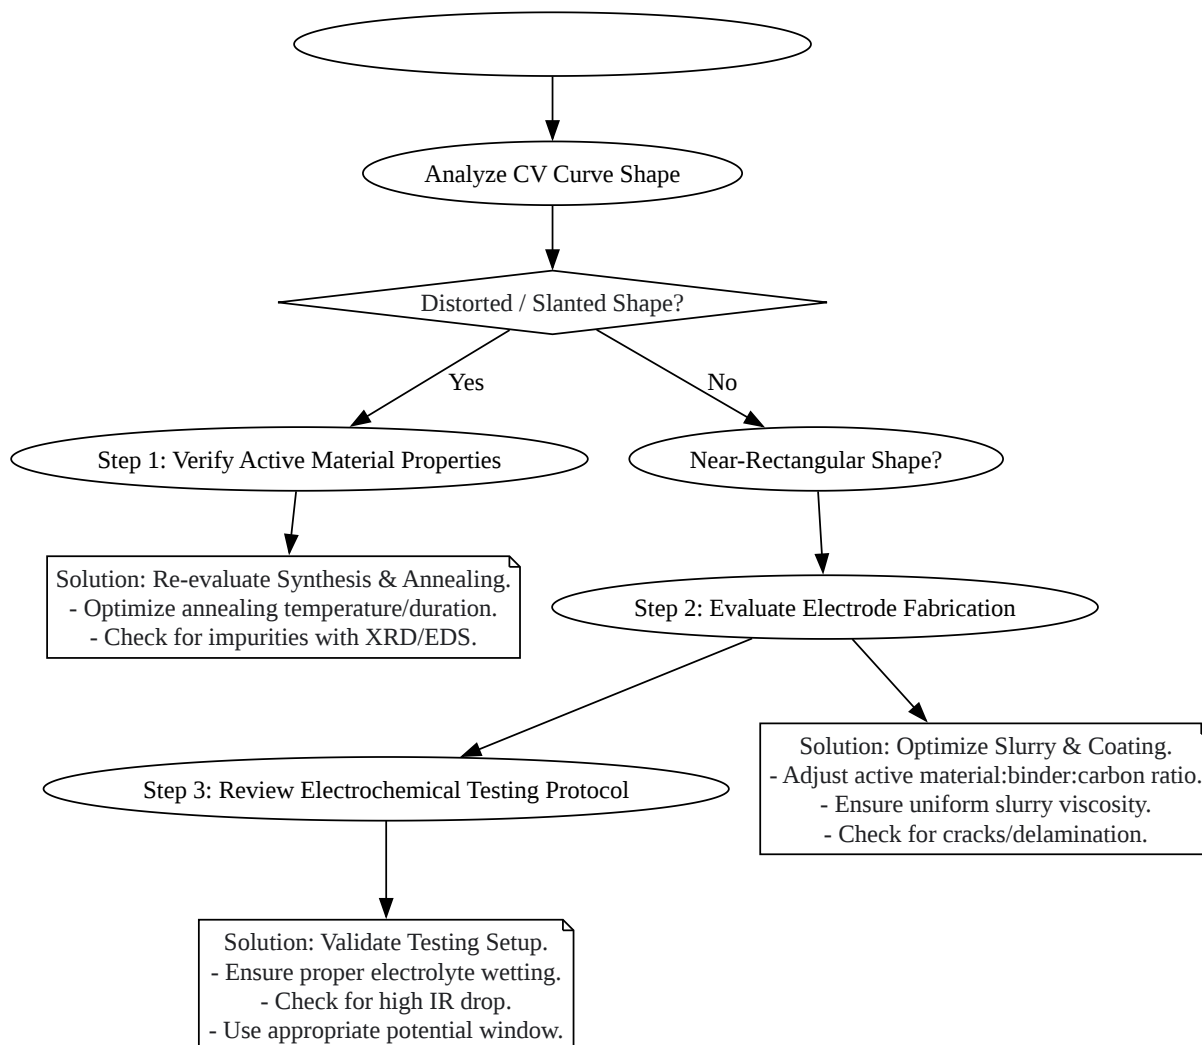 Analyze CV Curve Shape
Distorted / Slanted Shape?
Yes
No
Step 1: Verify Active Material Properties
Near-Rectangular Shape?
Solution: Re-evaluate Synthesis & Annealing.
- Optimize annealing temperature/duration.
- Check for impurities with XRD/EDS.
Step 2: Evaluate Electrode Fabrication
Solution: Optimize Slurry & Coating.
- Adjust active material:binder:carbon ratio.
- Ensure uniform slurry viscosity.
- Check for cracks/delamination.
Step 3: Review Electrochemical Testing Protocol
Solution: Validate Testing Setup.
- Ensure proper electrolyte wetting.
- Check for high IR drop.
- Use appropriate potential window.